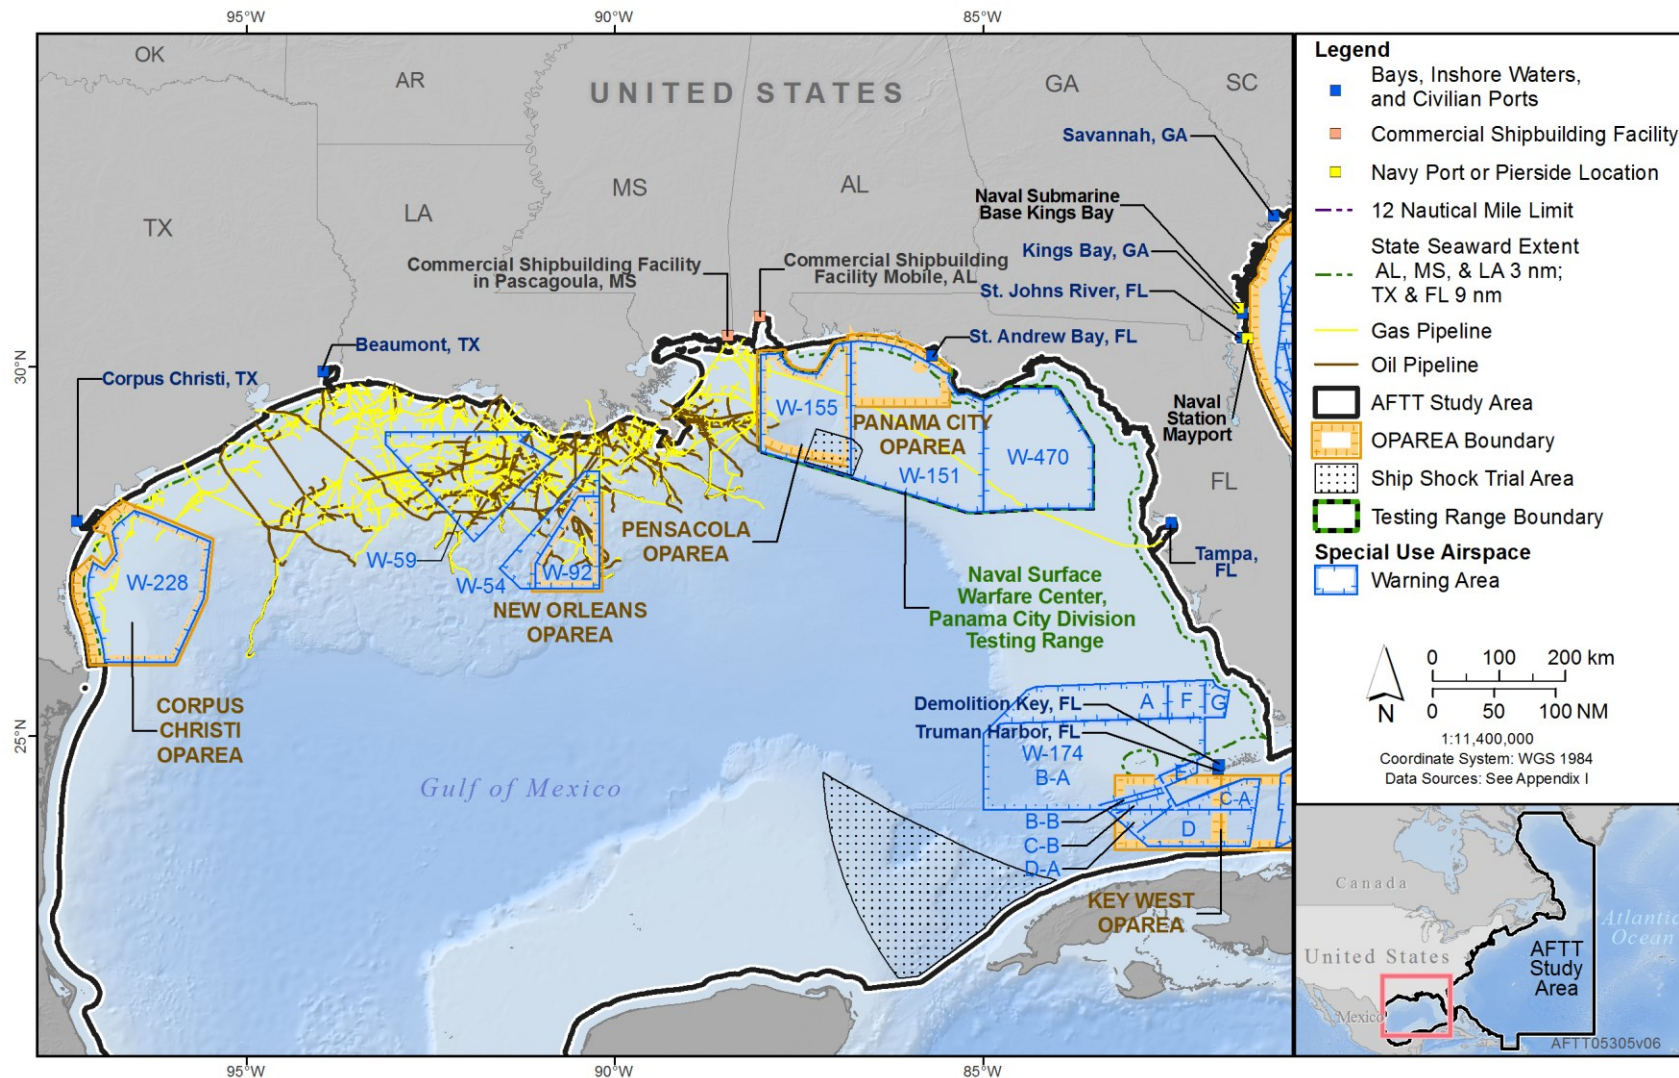 95°W
90°W
85°W
OK
AR
UNITED STATES
GA
SC
MS
AL
TX
LA
FL
Savannah, GA
Naval Submarine
Base Kings Bay
Kings Bay, GA
St. Johns River, FL
Commercial Shipbuilding Facility
in Pascagoula, MS
Commercial Shipbuilding
Facility Mobile, AL
St. Andrew Bay, FL
Beaumont, TX
Corpus Christi, TX
30°N
30°N
Naval
Station
Mayport
W-155
PANAMA CITY
OPAREA
W-151
W-470
PENSACOLA
OPAREA
W-59
W-54
W-92
NEW ORLEANS
OPAREA
W-228
Tampa,
FL
Naval Surface
Warfare Center,
Panama City Division
Testing Range
CORPUS
CHRISTI
OPAREA
Demolition Key, FL
Truman Harbor, FL
A
F
G
W-174
B-A
E
C-A
B-B
C-B
D-A
D
25°N
25°N
Gulf of Mexico
KEY WEST
OPAREA
95°W
90°W
85°W
Legend
Bays, Inshore Waters,
and Civilian Ports
Commercial Shipbuilding Facility
Navy Port or Pierside Location
12 Nautical Mile Limit
State Seaward Extent
AL, MS, & LA 3 nm;
TX & FL 9 nm
Gas Pipeline
Oil Pipeline
AFTT Study Area
OPAREA Boundary
Ship Shock Trial Area
Testing Range Boundary
Special Use Airspace
Warning Area
N
0 100 200 km
0 50 100 NM
1:11,400,000
Coordinate System: WGS 1984
Data Sources: See Appendix I
Canada
United States
Mexico
Atlantic
Ocean
AFTT
Study
Area
AFTT05305v06